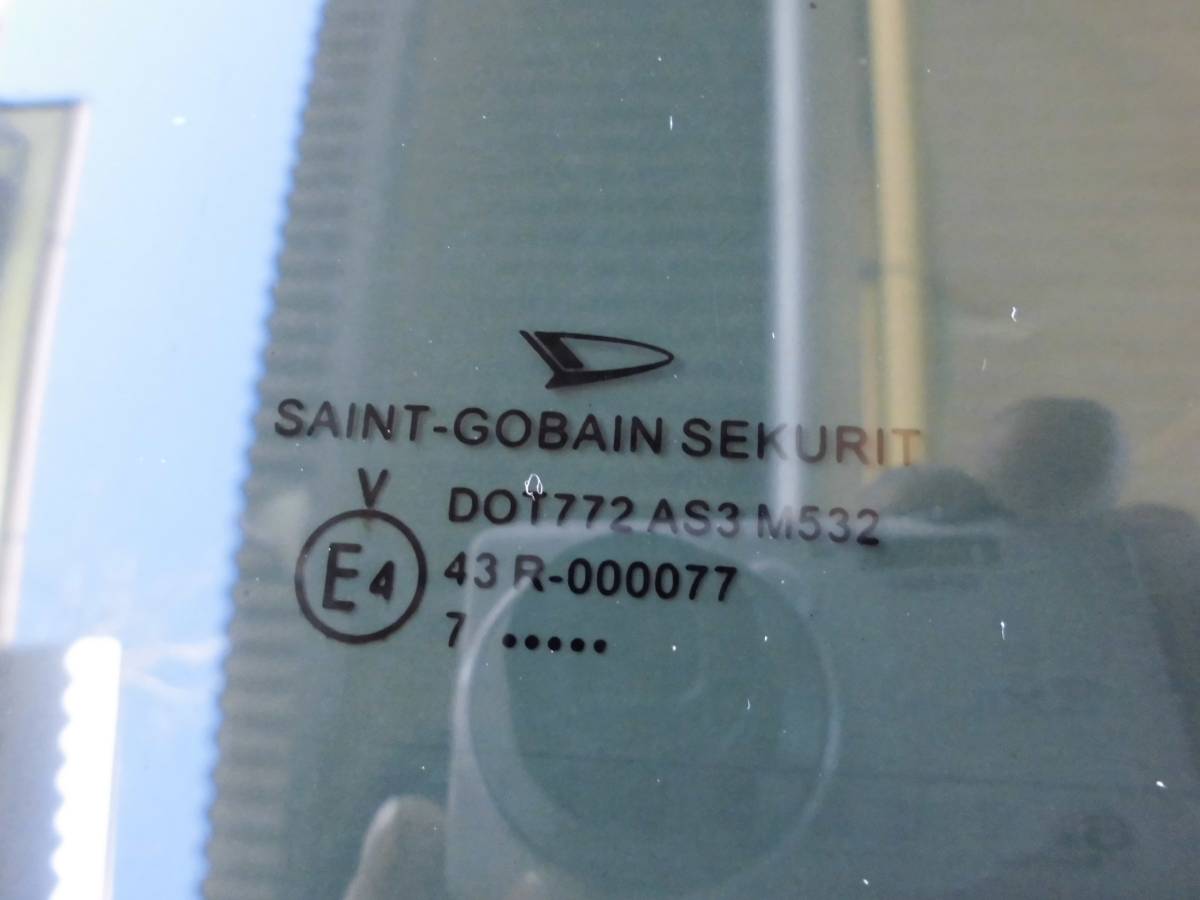 SAINT-GOBAIN SEKURIT
V
DOT772 AS3 M532
E4
43 R-000077
7 •••••